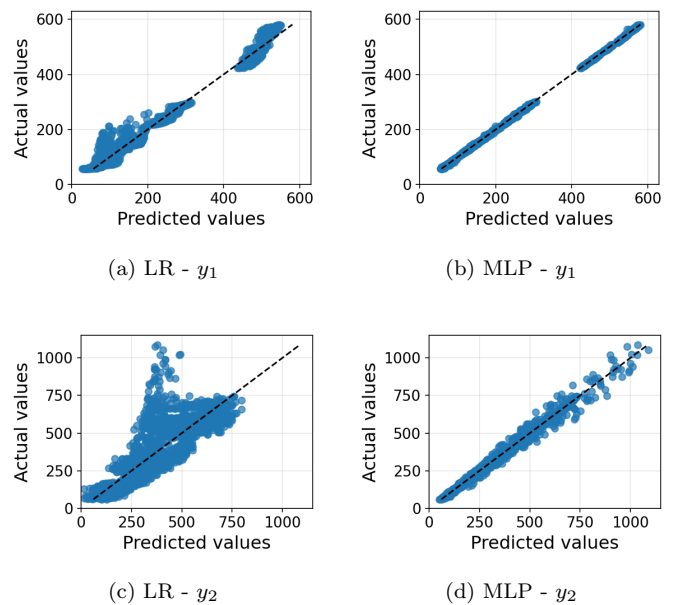 600
400
200
0
0 200 400 600
Actual values
Predicted values
(a) LR - y₁
600
400
200
0
0 200 400 600
Actual values
Predicted values
(b) MLP - y₁
1000
750
500
250
0
0 250 500 750 1000
Actual values
Predicted values
(c) LR - y₂
1000
750
500
250
0
0 250 500 750 1000
Actual values
Predicted values
(d) MLP - y₂